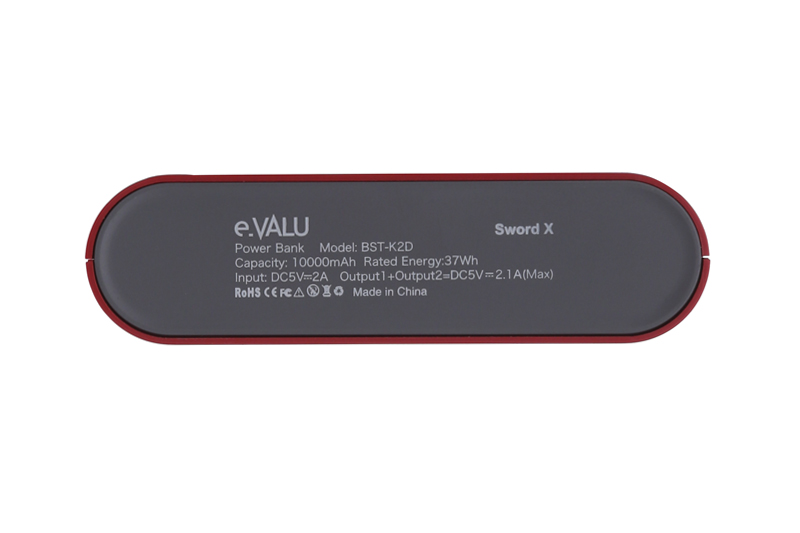 e.VALU
Sword X
Power Bank Model: BST-K2D
Capacity: 10000mAh Rated Energy:37Wh
Input: DC5V⎓2A Output1+Output2=DC5V⎓2.1A(Max)
RoHS CE FC Made in China